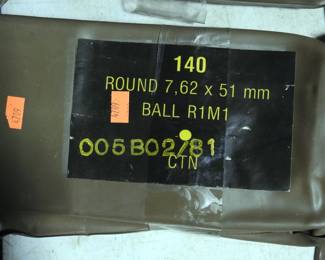 140
ROUND 7,62 x 51 mm
BALL R1M1
005B02/81
CTN